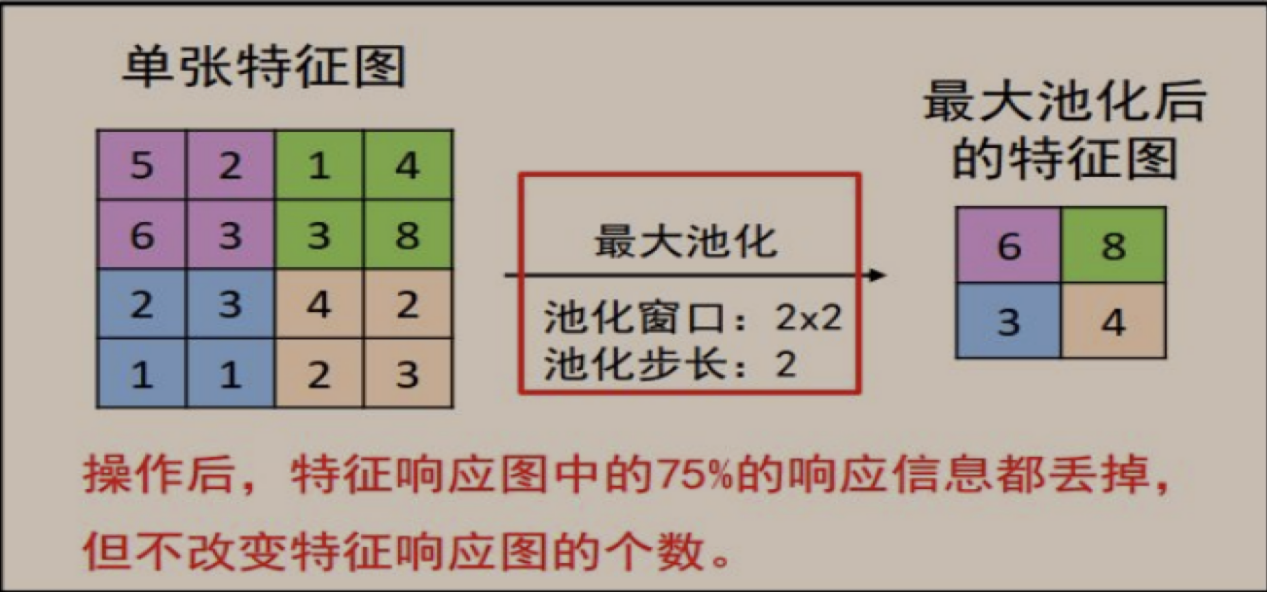 单张特征图
5 2 1 4
6 3 3 8
2 3 4 2
1 1 2 3
最大池化
池化窗口：2x2
池化步长：2
最大池化后
的特征图
6 8
3 4
操作后，特征响应图中的75%的响应信息都丢掉，
但不改变特征响应图的个数。